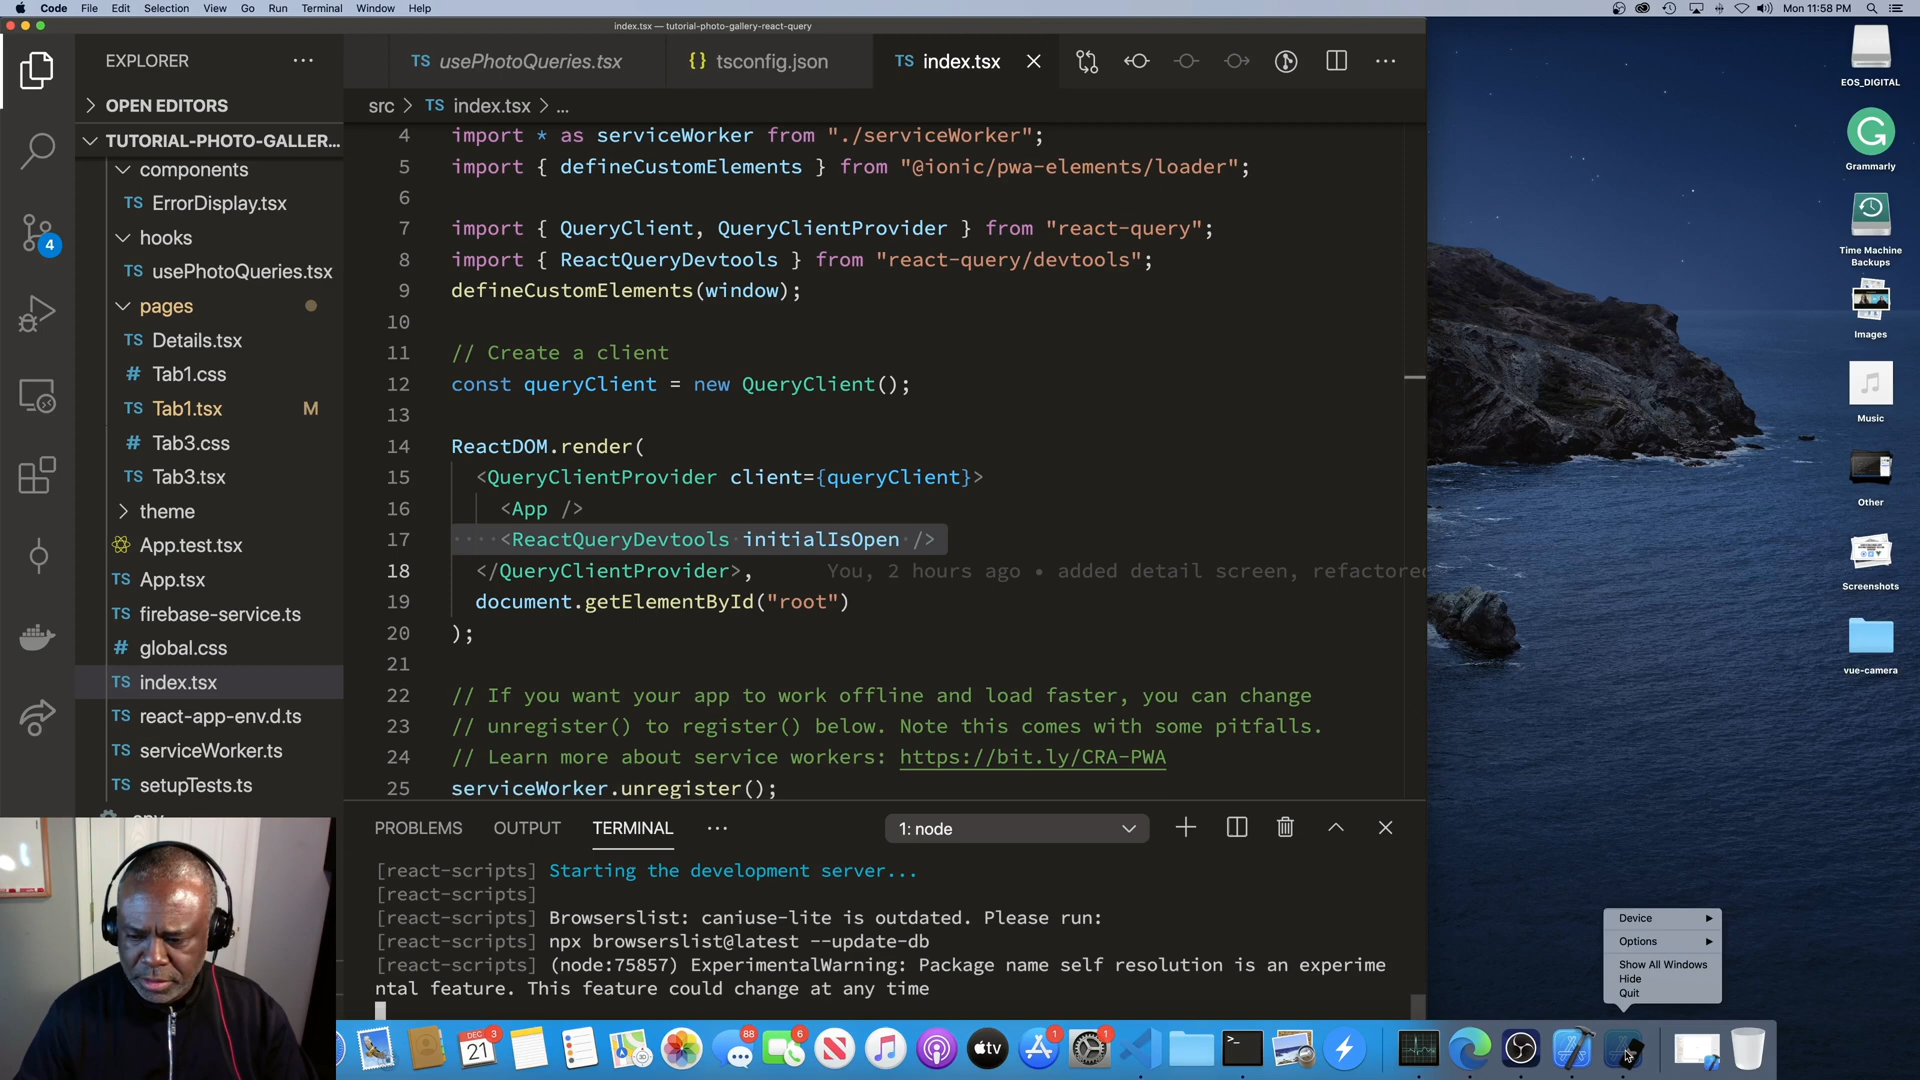 Code File Edit Selection View Go Run Terminal Window Help
Mon 11:58 PM
index.tsx — tutorial-photo-gallery-react-query
EXPLORER
TS usePhotoQueries.tsx
{} tsconfig.json
TS index.tsx
OPEN EDITORS
src > TS index.tsx > ...
TUTORIAL-PHOTO-GALLER...
components
TS ErrorDisplay.tsx
hooks
TS usePhotoQueries.tsx
pages
TS Details.tsx
# Tab1.css
TS Tab1.tsx M
# Tab3.css
TS Tab3.tsx
theme
App.test.tsx
TS App.tsx
TS firebase-service.ts
# global.css
TS index.tsx
TS react-app-env.d.ts
TS serviceWorker.ts
TS setupTests.ts
4
4 import * as serviceWorker from "./serviceWorker";
5 import { defineCustomElements } from "@ionic/pwa-elements/loader";
6
7 import { QueryClient, QueryClientProvider } from "react-query";
8 import { ReactQueryDevtools } from "react-query/devtools";
9 defineCustomElements(window);
10
11 // Create a client
12 const queryClient = new QueryClient();
13
14 ReactDOM.render(
15 <QueryClientProvider client={queryClient}>
16 <App />
17 <ReactQueryDevtools initialIsOpen />
18 </QueryClientProvider>, You, 2 hours ago • added detail screen, refactored
19 document.getElementById("root")
20 );
21
22 // If you want your app to work offline and load faster, you can change
23 // unregister() to register() below. Note this comes with some pitfalls.
24 // Learn more about service workers: https://bit.ly/CRA-PWA
25 serviceWorker.unregister();
PROBLEMS OUTPUT TERMINAL ... 1: node
[react-scripts] Starting the development server...
[react-scripts]
[react-scripts] Browserslist: caniuse-lite is outdated. Please run:
[react-scripts] npx browserslist@latest --update-db
[react-scripts] (node:75857) ExperimentalWarning: Package name self resolution is an experime
ntal feature. This feature could change at any time
EOS_DIGITAL
Grammarly
Time Machine
Backups
Images
Music
Other
Screenshots
vue-camera
Device
Options
Show All Windows
Hide
Quit
DEC 3
21
88
6
tv
1
1